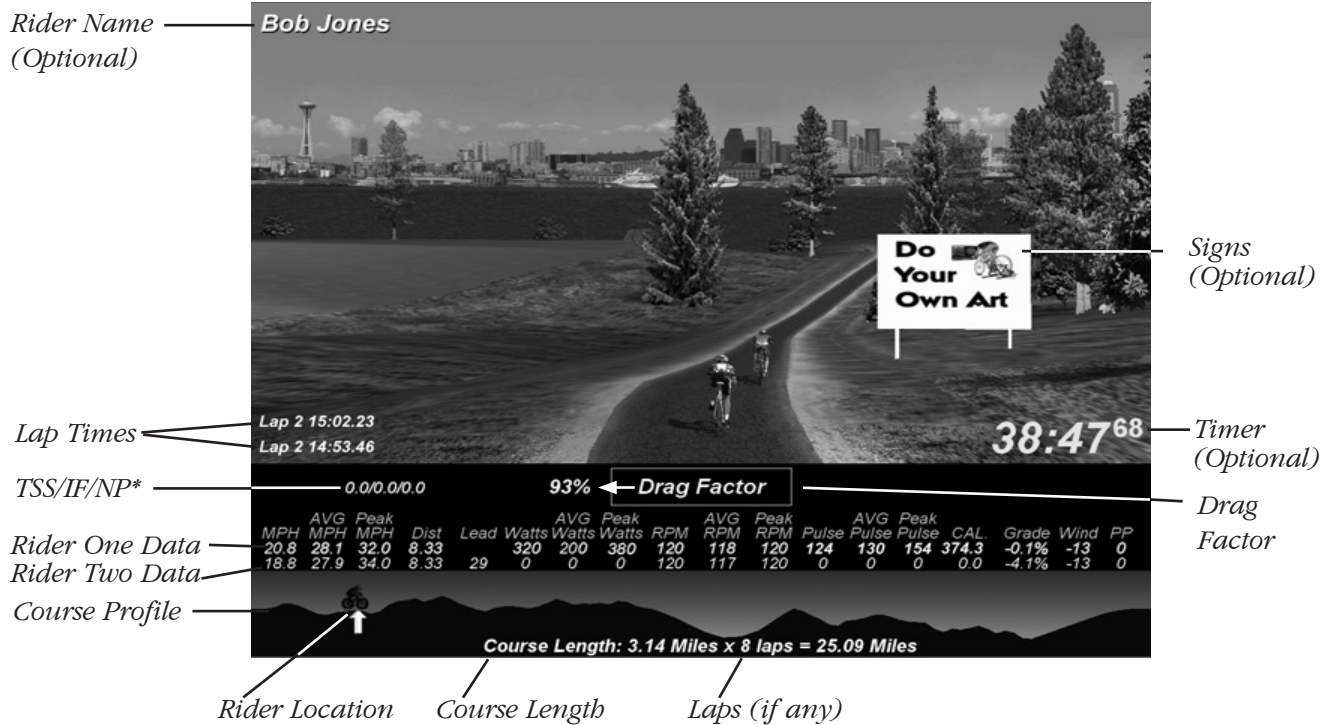 Rider Name
(Optional)
Bob Jones
Do
Your
Own Art
Signs
(Optional)
Lap Times
Lap 2 15:02.23
Lap 2 14:53.46
38:47 68
Timer
(Optional)
TSS/IF/NP*
0.0/0.0/0.0
93%
Drag Factor
Drag
Factor
MPH AVG MPH Peak MPH Dist Lead Watts AVG Watts Peak Watts RPM AVG RPM Peak RPM Pulse AVG Pulse Peak Pulse CAL. Grade Wind PP
Rider One Data
20.8 28.1 32.0 8.33 320 200 380 120 118 120 124 130 154 374.3 -0.1% -13 0
Rider Two Data
18.8 27.9 34.0 8.33 29 0 0 0 120 117 120 0 0 0 0.0 -4.1% -13 0
Course Profile
Course Length: 3.14 Miles x 8 laps = 25.09 Miles
Rider Location
Course Length
Laps (if any)